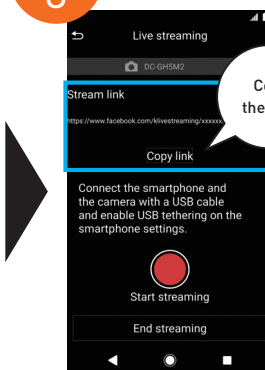 Live streaming
DC-GH5M2
Stream link
https://www.facebook.com/klivestreaming/xxxxxx
the
Copy link
Connect the smartphone and
the camera with a USB cable
and enable USB tethering on the
smartphone settings.
Start streaming
End streaming